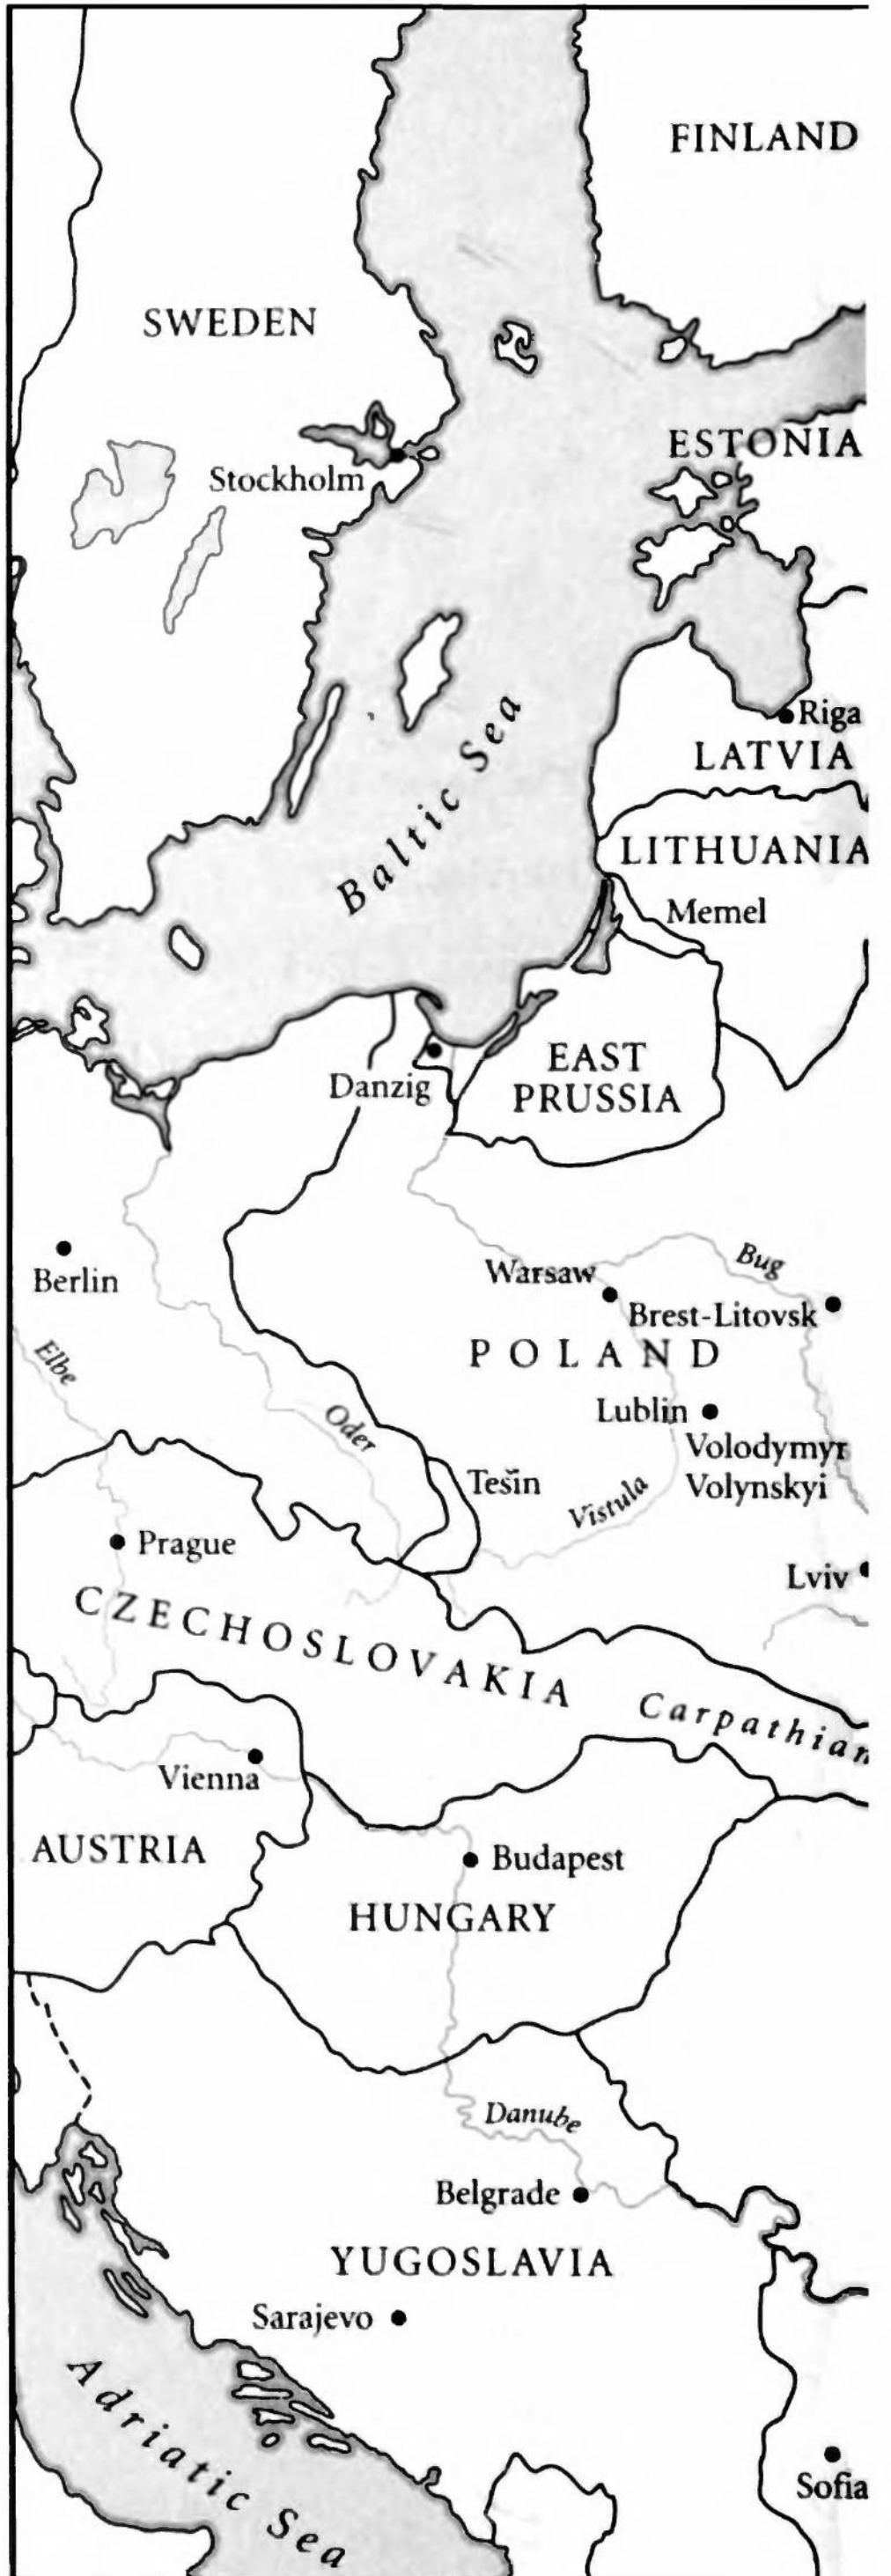 FINLAND
SWEDEN
ESTONIA
Stockholm
Riga
LATVIA
Baltic Sea
LITHUANIA
Memel
EAST
PRUSSIA
Danzig
Berlin
Warsaw
Bug
Brest-Litovsk
POLAND
Elbe
Lublin
Oder
Volodymyr
Volynskyi
Tešin
Vistula
Prague
Lviv
CZECHOSLOVAKIA
Carpathian
Vienna
AUSTRIA
Budapest
HUNGARY
Danube
Belgrade
YUGOSLAVIA
Sarajevo
Adriatic Sea
Sofia